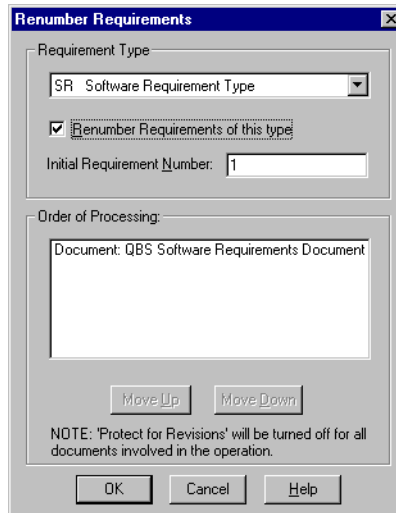 Renumber Requirements
Requirement Type
SR Software Requirement Type
Renumber Requirements of this type
Initial Requirement Number: 1
Order of Processing:
Document: QBS Software Requirements Document
Move Up Move Down
NOTE: 'Protect for Revisions' will be turned off for all
documents involved in the operation.
OK Cancel Help